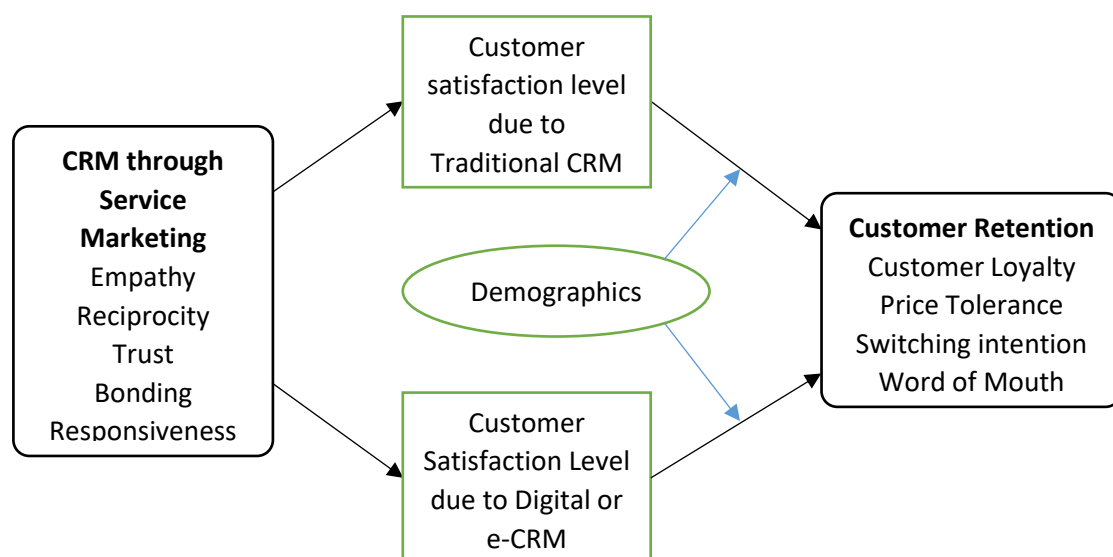 Customer
satisfaction level
due to
Traditional CRM
CRM through
Service
Marketing
Empathy
Reciprocity
Trust
Bonding
Responsiveness
Demographics
Customer Retention
Customer Loyalty
Price Tolerance
Switching intention
Word of Mouth
Customer
Satisfaction Level
due to Digital or
e-CRM